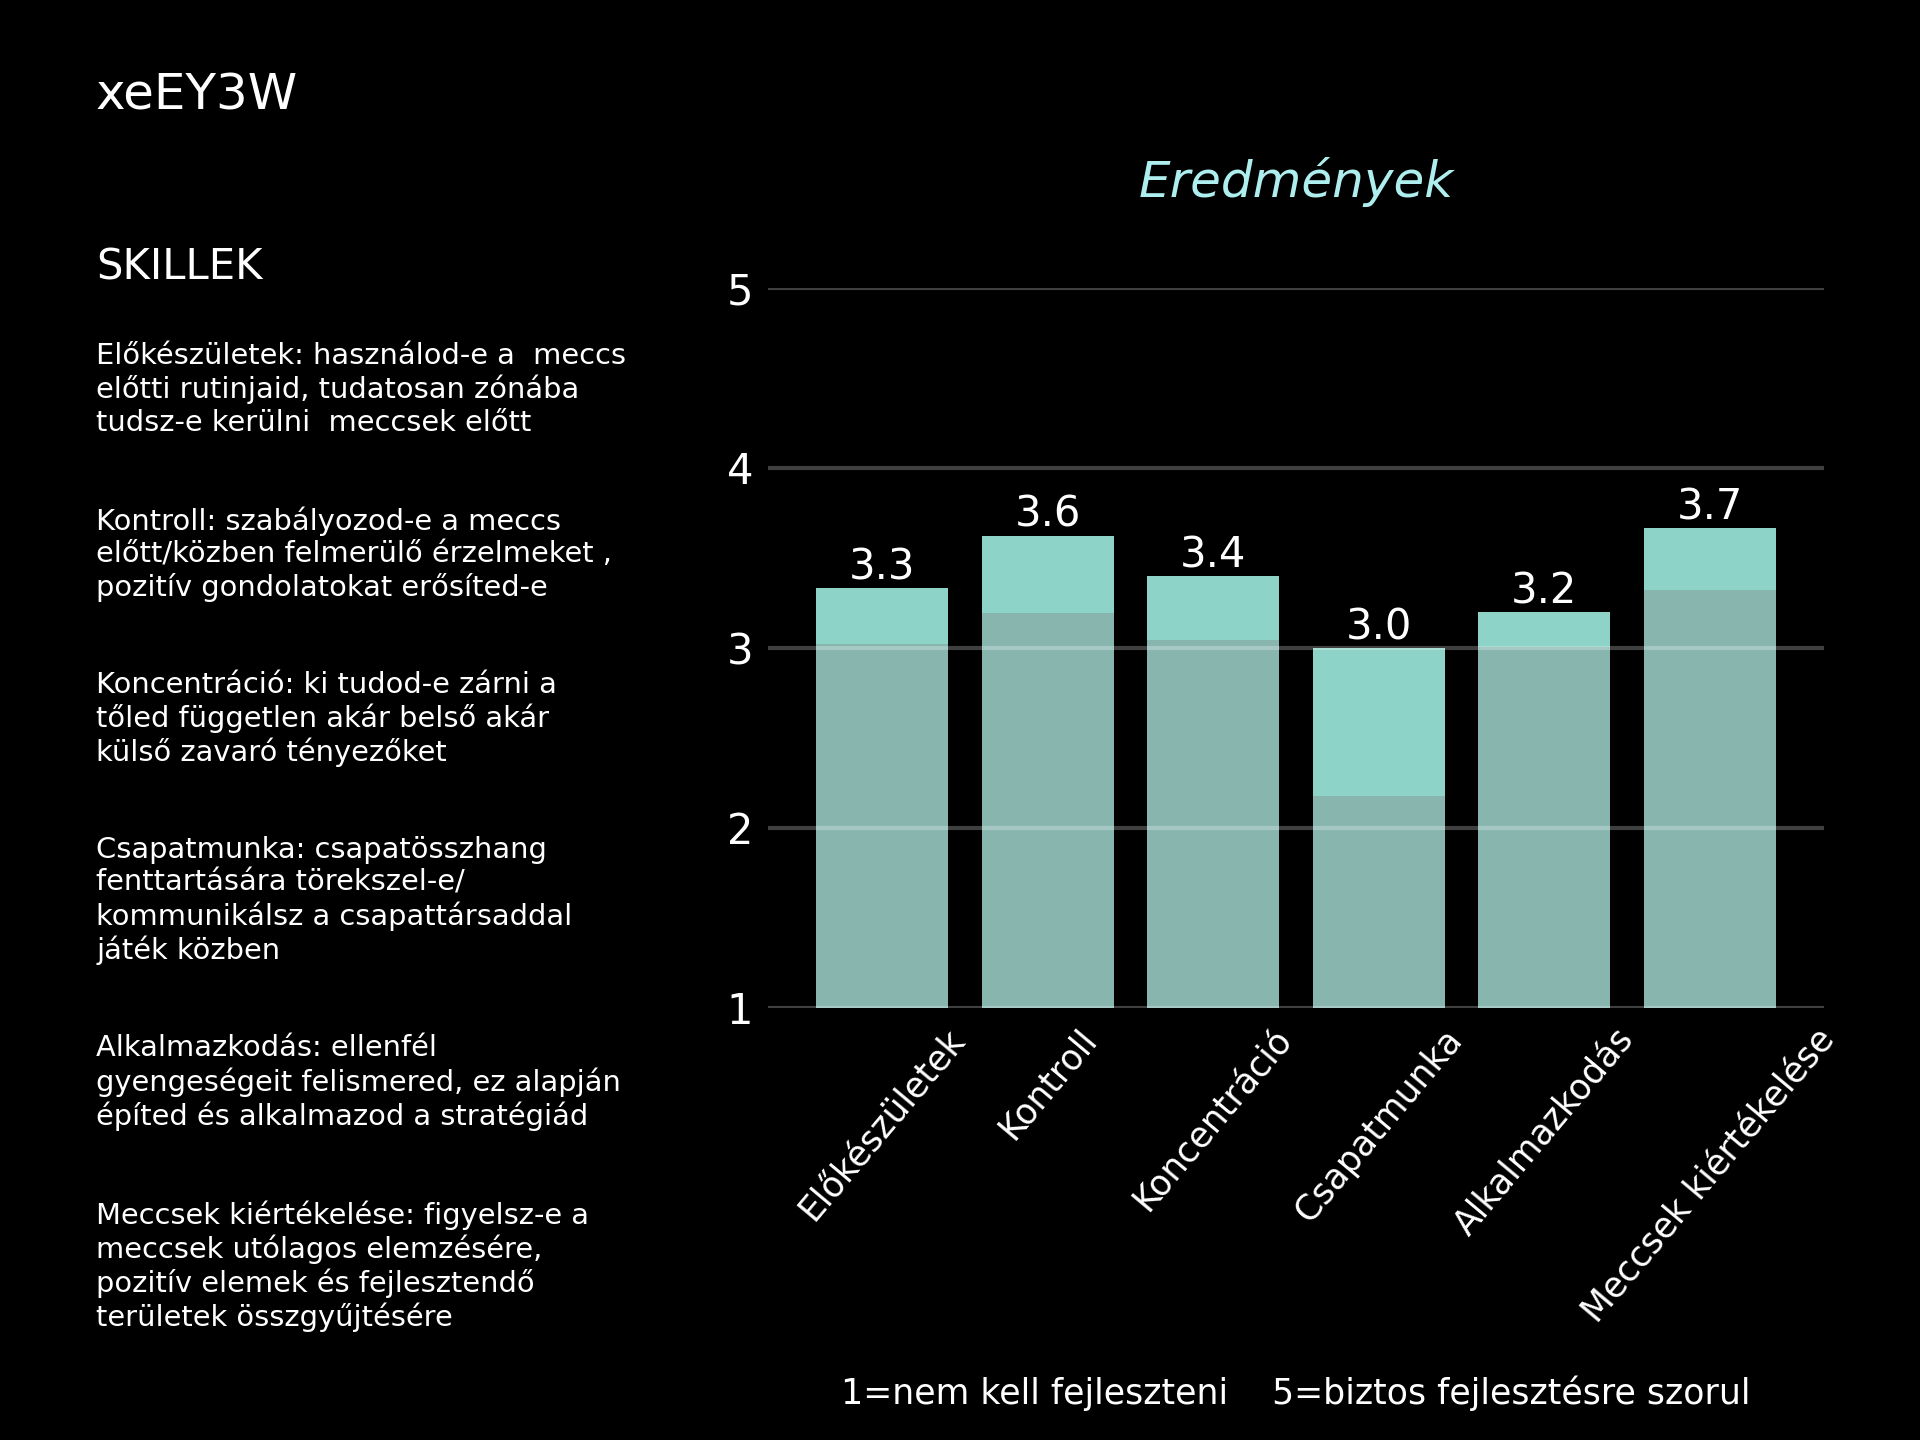 xeEY3W
SKILLEK
Előkészületek: használod-e a  meccs
előtti rutinjaid, tudatosan zónába
tudsz-e kerülni  meccsek előtt
Kontroll: szabályozod-e a meccs
előtt/közben felmerülő érzelmeket ,
pozitív gondolatokat erősíted-e
Koncentráció: ki tudod-e zárni a
tőled független akár belső akár
külső zavaró tényezőket
Csapatmunka: csapatösszhang
fenttartására törekszel-e/
kommunikálsz a csapattársaddal
játék közben
Alkalmazkodás: ellenfél
gyengeségeit felismered, ez alapján
építed és alkalmazod a stratégiád
Meccsek kiértékelése: figyelsz-e a
meccsek utólagos elemzésére,
pozitív elemek és fejlesztendő
területek összgyűjtésére
Eredmények
5
4
3
2
1
3.3
3.6
3.4
3.0
3.2
3.7
Előkészületek
Kontroll
Koncentráció
Csapatmunka
Alkalmazkodás
Meccsek kiértékelése
1=nem kell fejleszteni    5=biztos fejlesztésre szorul